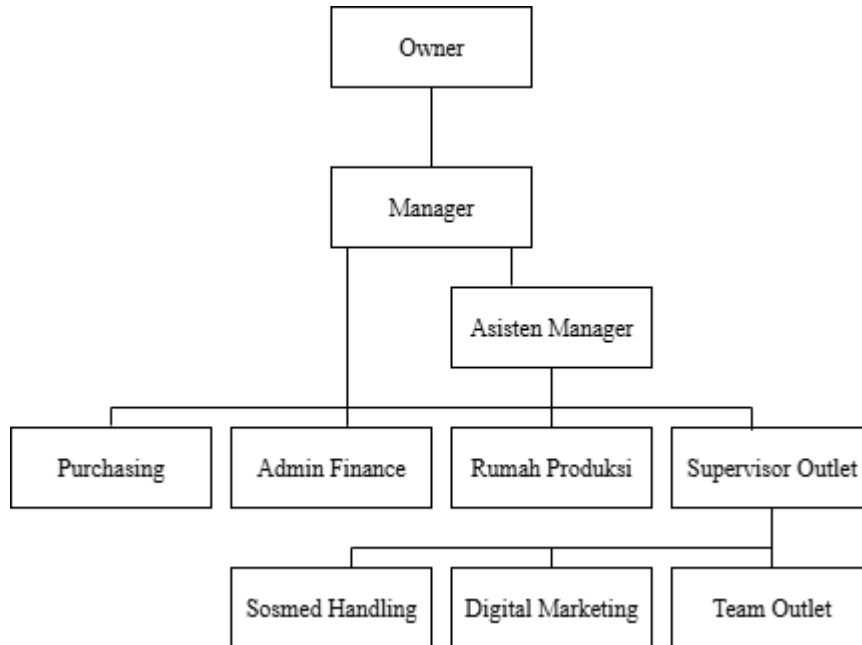 Owner
Manager
Asisten Manager
Purchasing
Admin Finance
Rumah Produksi
Supervisor Outlet
Sosmed Handling
Digital Marketing
Team Outlet